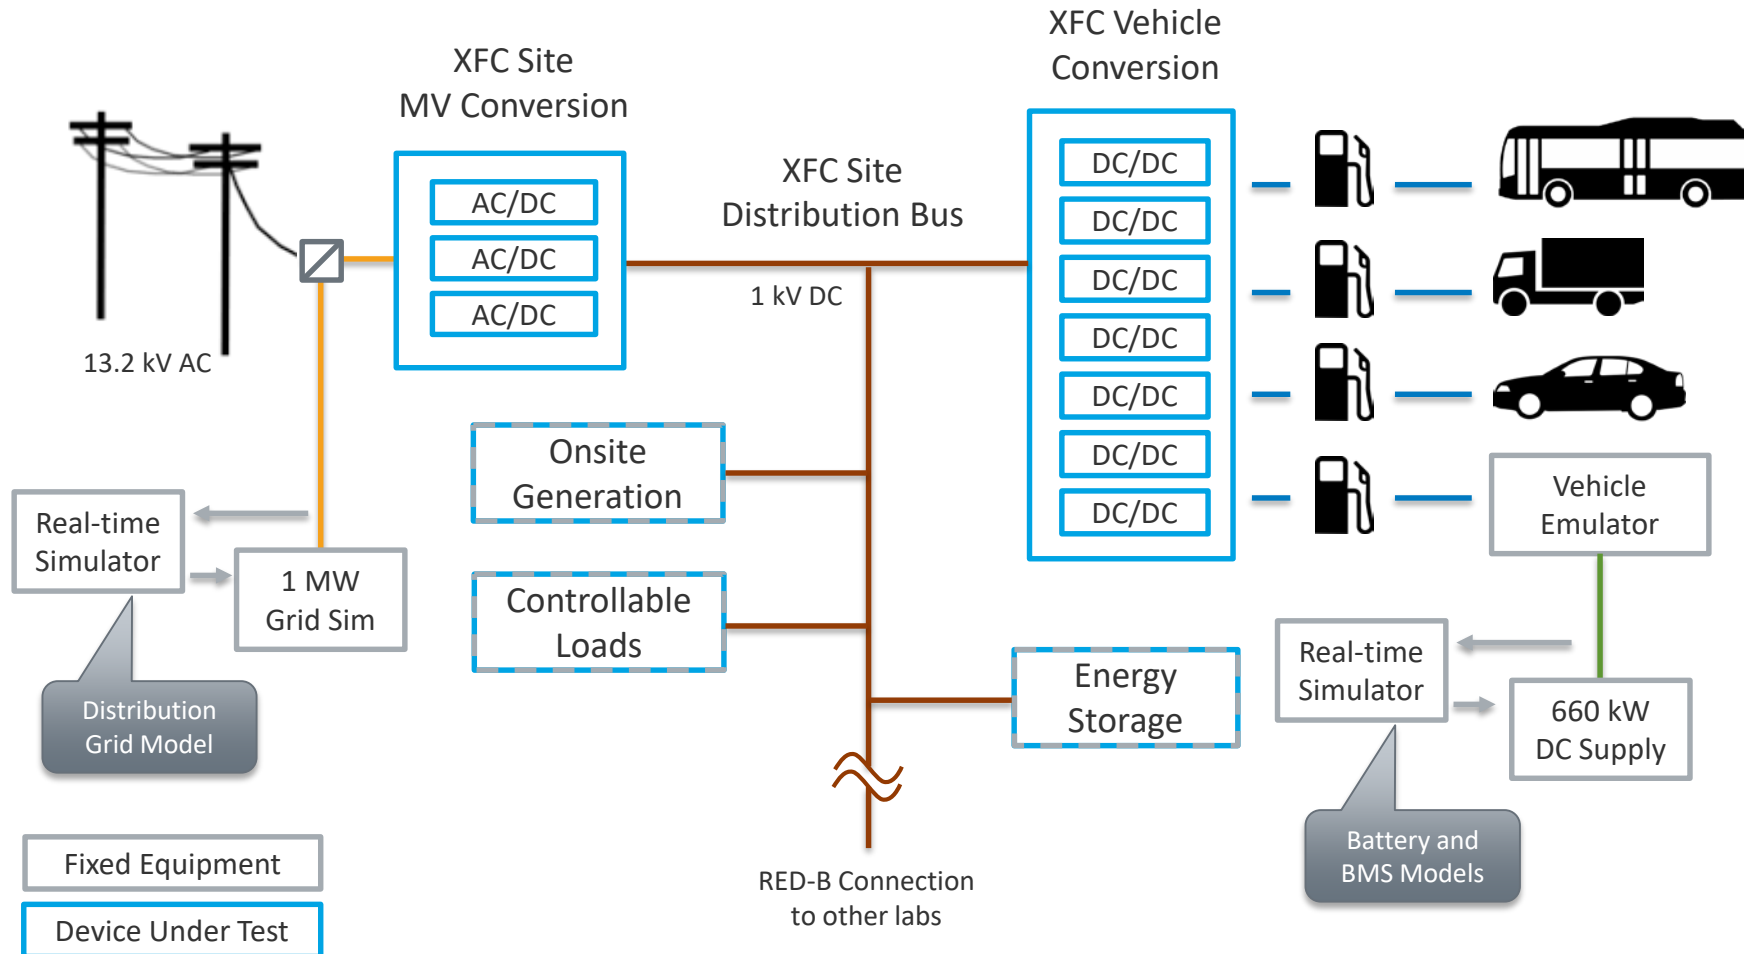 XFC Site
MV Conversion
XFC Vehicle
Conversion
XFC Site
Distribution Bus
1 kV DC
13.2 kV AC
AC/DC
AC/DC
AC/DC
DC/DC
DC/DC
DC/DC
DC/DC
DC/DC
DC/DC
DC/DC
Onsite
Generation
Controllable
Loads
Energy
Storage
Real-time
Simulator
1 MW
Grid Sim
Distribution
Grid Model
Vehicle
Emulator
Real-time
Simulator
660 kW
DC Supply
Battery and
BMS Models
RED-B Connection
to other labs
Fixed Equipment
Device Under Test